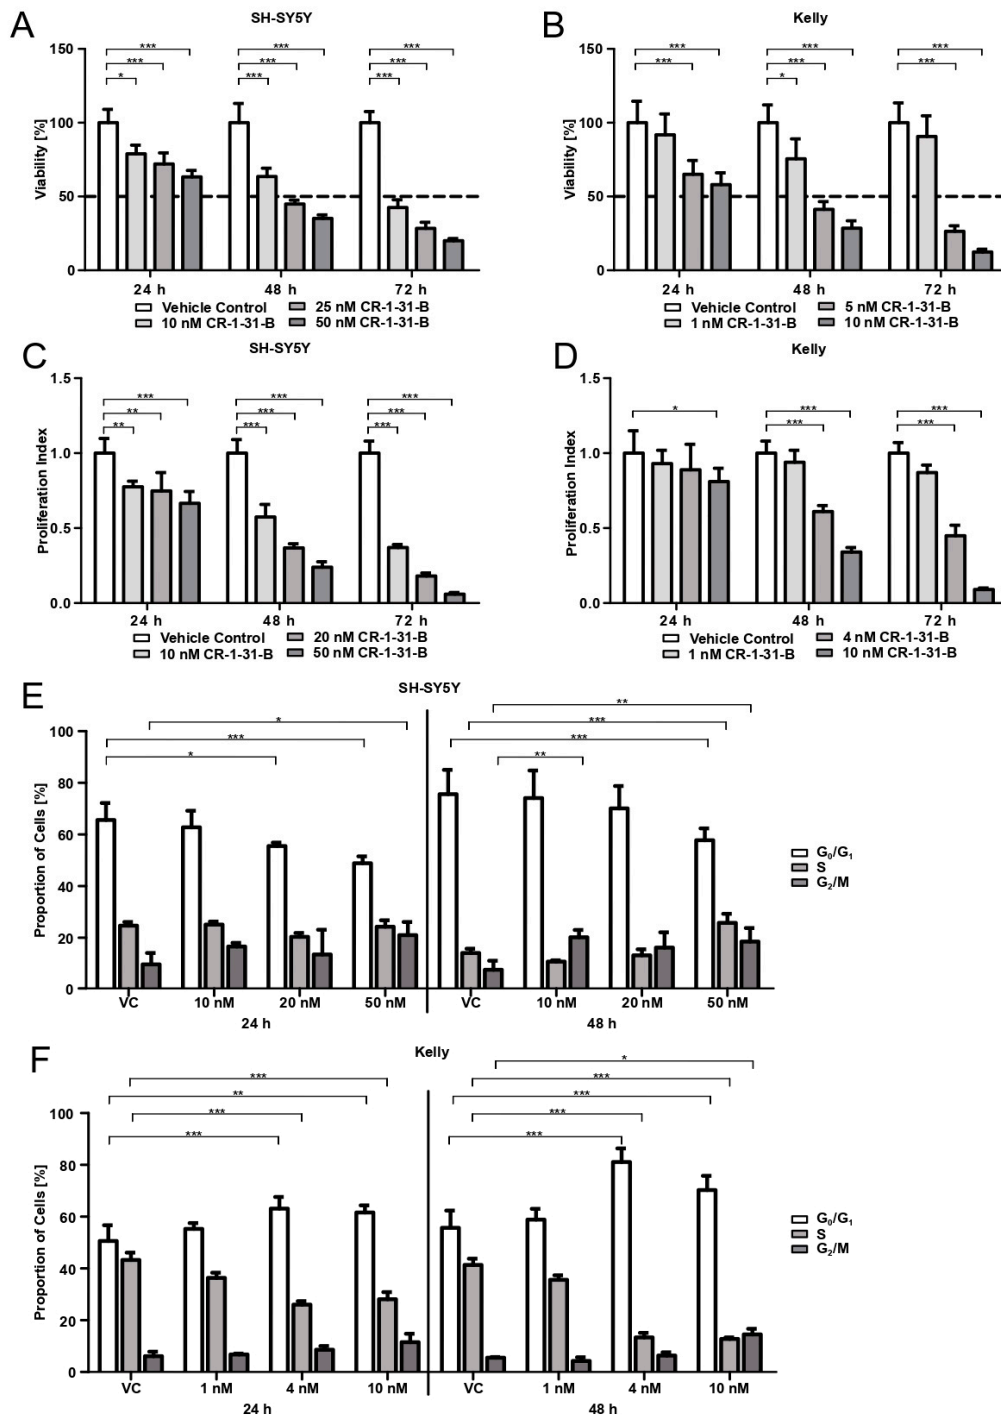 A
SH-SY5Y
Viability [%]
150
100
50
0
***
***
*
***
***
***
***
***
***
24 h
48 h
72 h
Vehicle Control
25 nM CR-1-31-B
10 nM CR-1-31-B
50 nM CR-1-31-B
B
Kelly
Viability [%]
150
100
50
0
***
***
***
***
*
***
***
24 h
48 h
72 h
Vehicle Control
5 nM CR-1-31-B
1 nM CR-1-31-B
10 nM CR-1-31-B
C
SH-SY5Y
Proliferation Index
1.5
1.0
0.5
0.0
***
**
**
***
***
***
***
***
***
24 h
48 h
72 h
Vehicle Control
20 nM CR-1-31-B
10 nM CR-1-31-B
50 nM CR-1-31-B
D
Kelly
Proliferation Index
1.5
1.0
0.5
0.0
*
***
***
***
***
24 h
48 h
72 h
Vehicle Control
4 nM CR-1-31-B
1 nM CR-1-31-B
10 nM CR-1-31-B
E
SH-SY5Y
Proportion of Cells [%]
100
80
60
40
20
0
*
***
*
**
***
***
**
VC
10 nM
20 nM
50 nM
VC
10 nM
20 nM
50 nM
24 h
48 h
G₀/G₁
S
G₂/M
F
Kelly
Proportion of Cells [%]
100
80
60
40
20
0
***
**
***
***
*
***
***
***
***
VC
1 nM
4 nM
10 nM
VC
1 nM
4 nM
10 nM
24 h
48 h
G₀/G₁
S
G₂/M